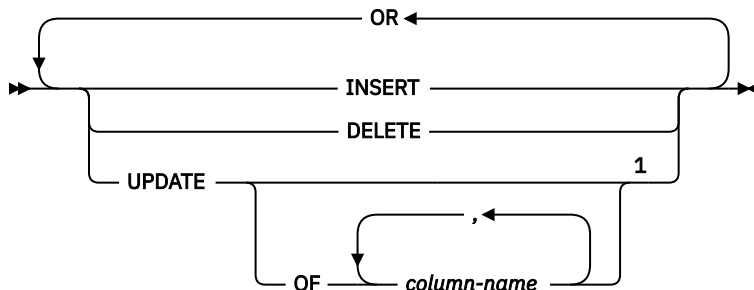 OR
INSERT
DELETE
UPDATE 1
,
OF column-name